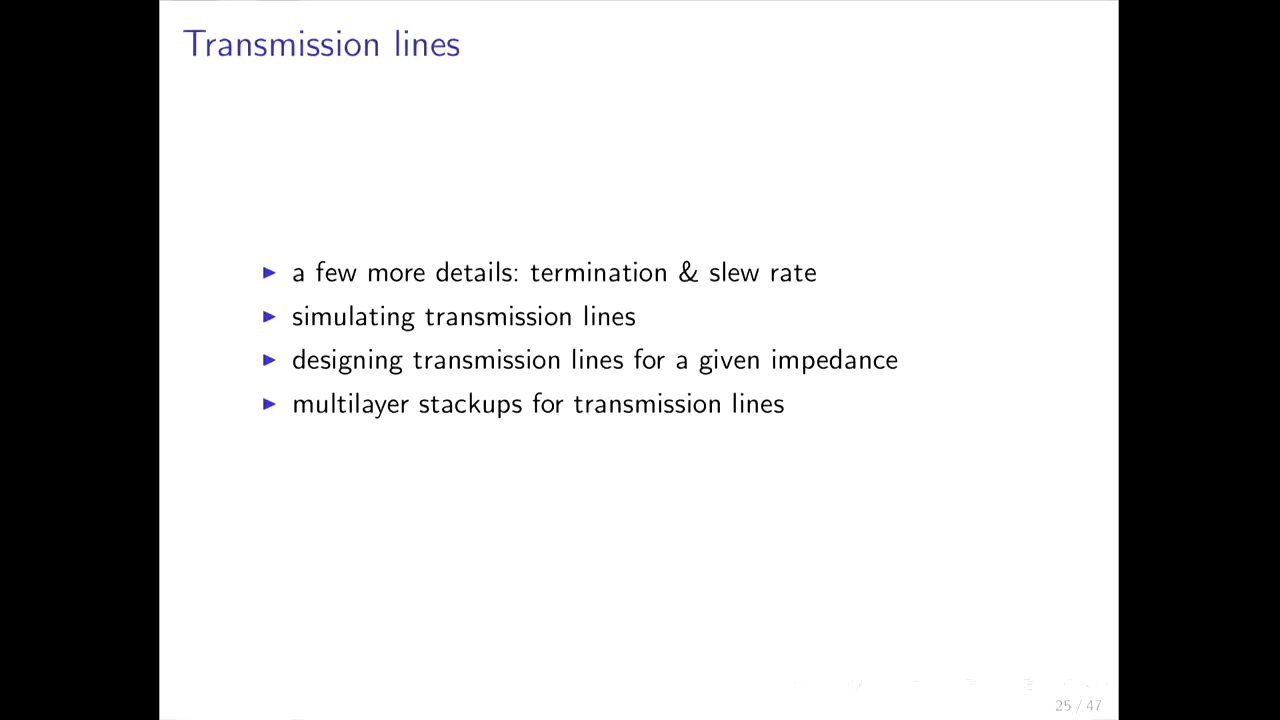 Transmission lines
a few more details: termination & slew rate
simulating transmission lines
designing transmission lines for a given impedance
multilayer stackups for transmission lines
25 / 47